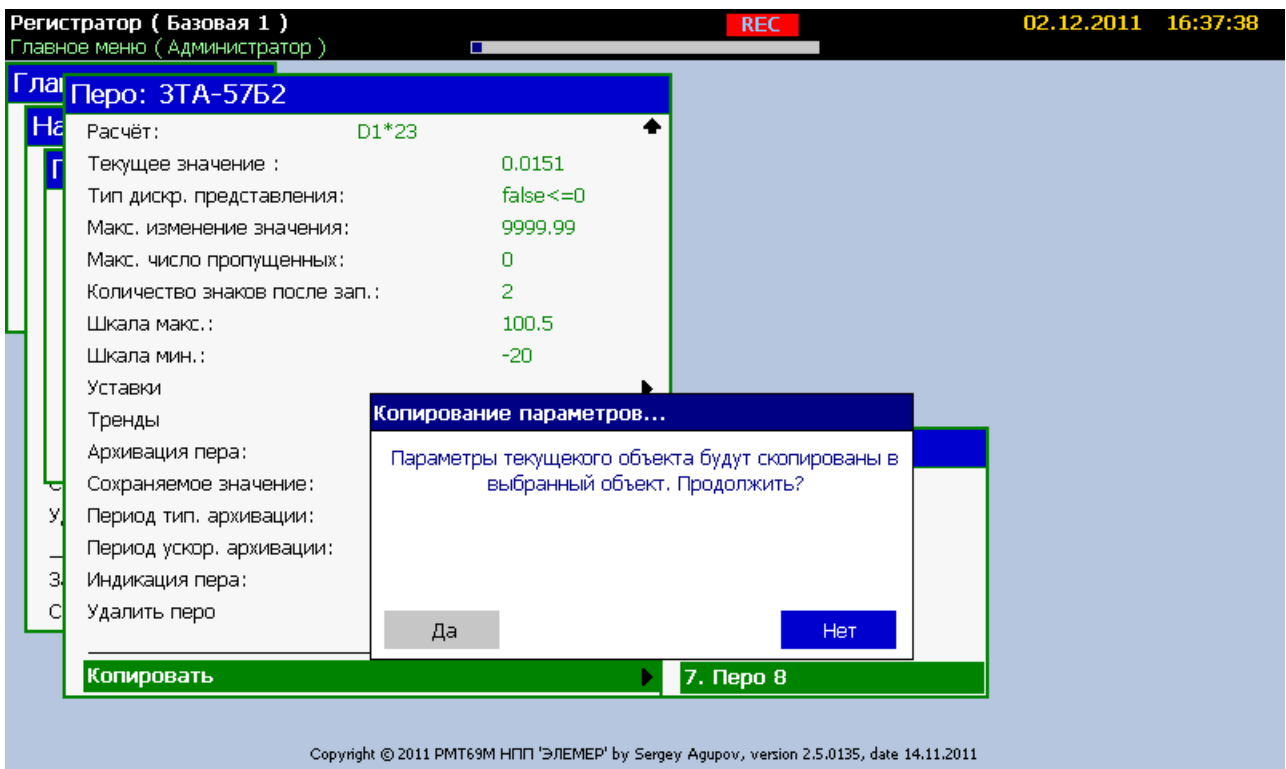 Регистратор ( Базовая 1 )
REC
02.12.2011 16:37:38
Главное меню ( Администратор )
Глав
Перо: 3ТА-57Б2
На
П
Расчёт: D1*23
Текущее значение : 0.0151
Тип дискр. представления: false<=0
Макс. изменение значения: 9999.99
Макс. число пропущенных: 0
Количество знаков после зап.: 2
Шкала макс.: 100.5
Шкала мин.: -20
Уставки
Тренды
Архивация пера:
Сохраняемое значение:
Период тип. архивации:
Период ускор. архивации:
Индикация пера:
Удалить перо
Копировать
Копирование параметров...
Параметры текущекого объекта будут скопированы в
выбранный объект. Продолжить?
Да
Нет
7. Перо 8
Copyright © 2011 РМТ69М НПП 'ЭЛЕМЕР' by Sergey Agupov, version 2.5.0135, date 14.11.2011